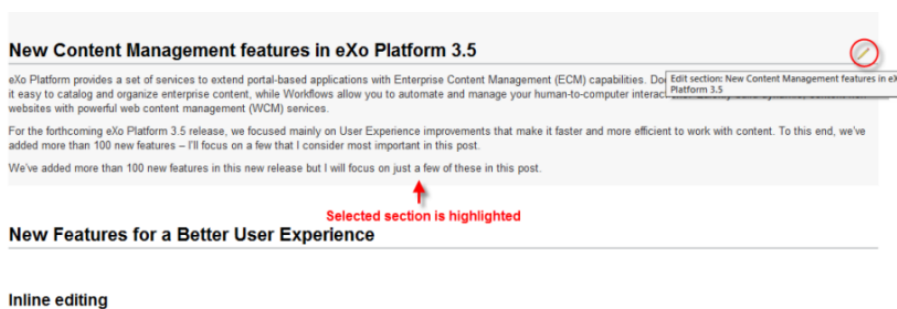 New Content Management features in eXo Platform 3.5
eXo Platform provides a set of services to extend portal-based applications with Enterprise Content Management (ECM) capabilities. Do
Edit section: New Content Management features in eX
Platform 3.5
it easy to catalog and organize enterprise content, while Workflows allow you to automate and manage your human-to-computer interac
websites with powerful web content management (WCM) services.
For the forthcoming eXo Platform 3.5 release, we focused mainly on User Experience improvements that make it faster and more efficient to work with content. To this end, we've
added more than 100 new features – I'll focus on a few that I consider most important in this post.
We've added more than 100 new features in this new release but I will focus on just a few of these in this post.
Selected section is highlighted
New Features for a Better User Experience
Inline editing